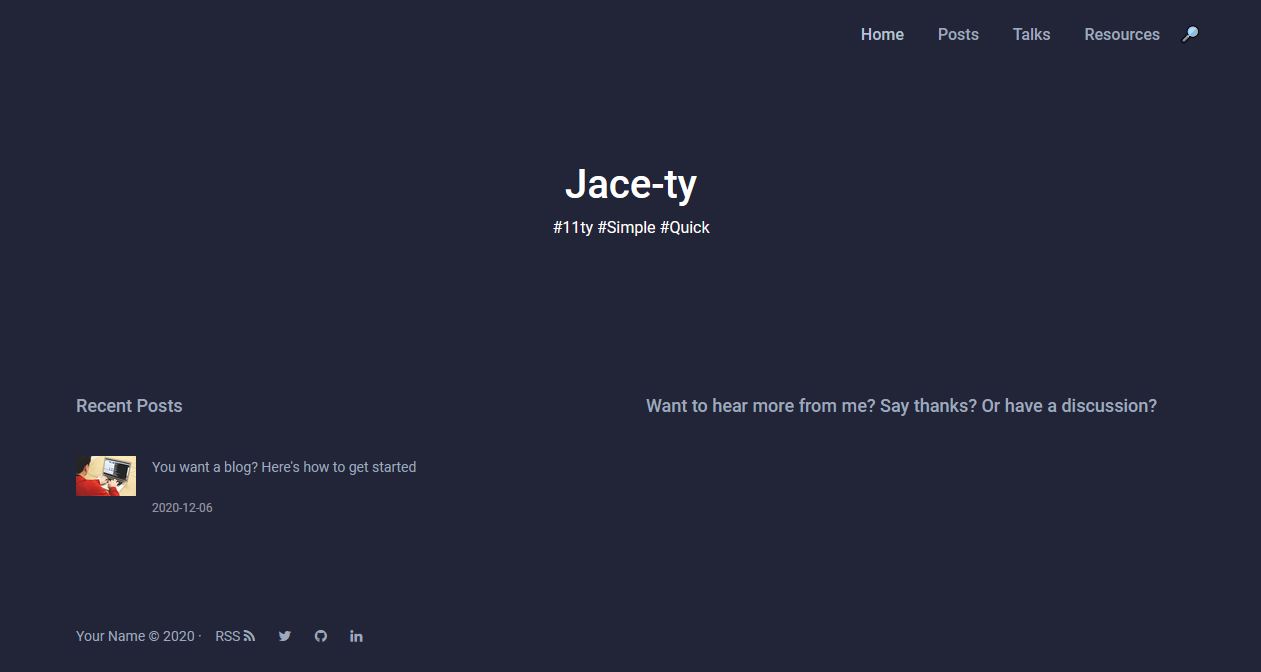 Home Posts Talks Resources
Jace-ty
#11ty #Simple #Quick
Recent Posts
Want to hear more from me? Say thanks? Or have a discussion?
You want a blog? Here's how to get started
2020-12-06
Your Name © 2020 · RSS